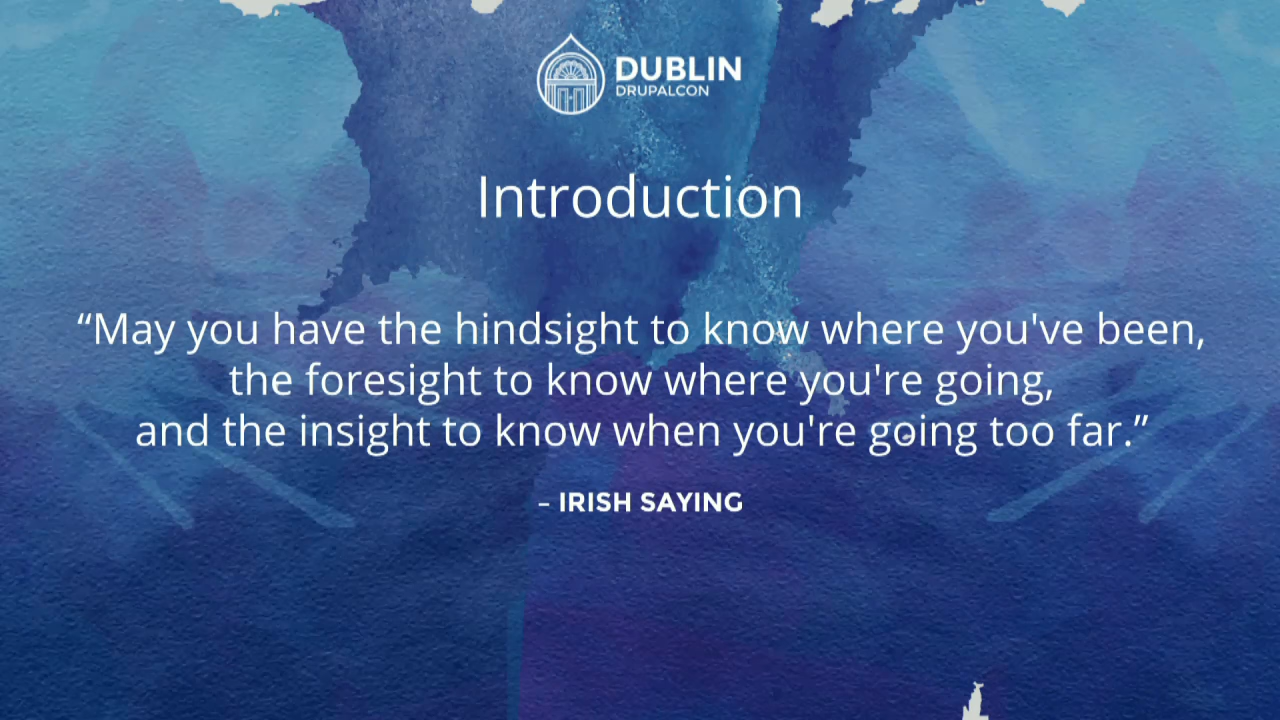 DUBLIN
DRUPALCON
Introduction
“May you have the hindsight to know where you've been,
the foresight to know where you're going,
and the insight to know when you're going too far.”
– IRISH SAYING